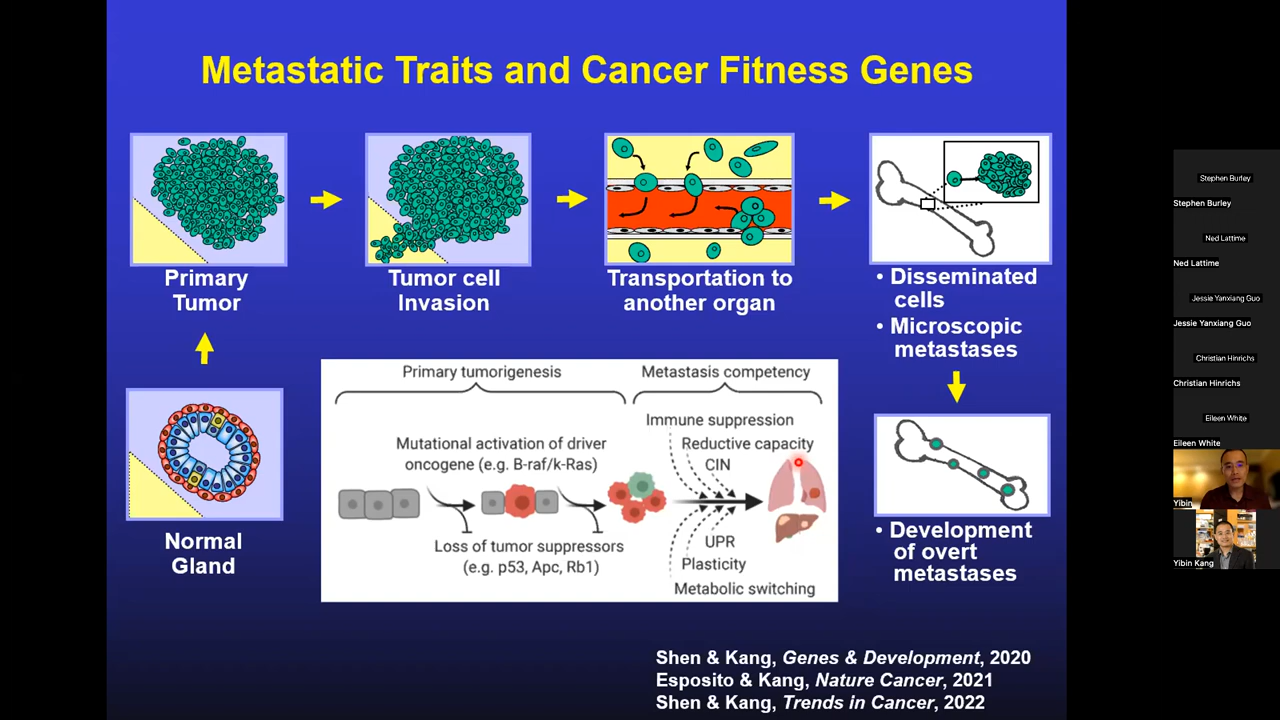 Metastatic Traits and Cancer Fitness Genes
Primary
Tumor
Tumor cell
Invasion
Transportation to
another organ
• Disseminated
cells
• Microscopic
metastases
Normal
Gland
Primary tumorigenesis
Metastasis competency
Immune suppression
Mutational activation of driver
oncogene (e.g. B-raf/k-Ras)
Reductive capacity
CIN
Loss of tumor suppressors
(e.g. p53, Apc, Rb1)
UPR
Plasticity
Metabolic switching
• Development
of overt
metastases
Shen & Kang, Genes & Development, 2020
Esposito & Kang, Nature Cancer, 2021
Shen & Kang, Trends in Cancer, 2022
Stephen Burley
Stephen Burley
Ned Lattime
Ned Lattime
Jessie Yanxiang Guo
Jessie Yanxiang Guo
Christian Hinrichs
Christian Hinrichs
Eileen White
Eileen White
Yibin
Yibin Kang